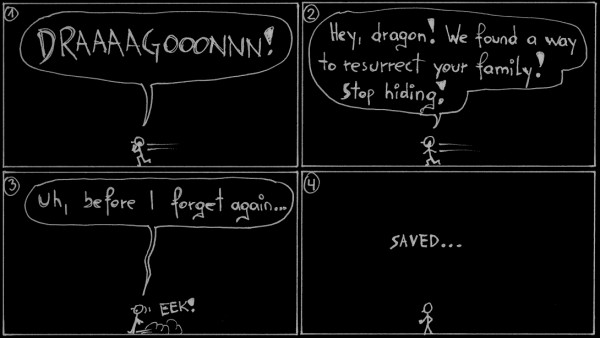 1
DRAAAAGOOONNN!
2
Hey, dragon! We found a way
to resurrect your family!
Stop hiding!
3
Uh, before I forget again...
EEK!
4
SAVED...